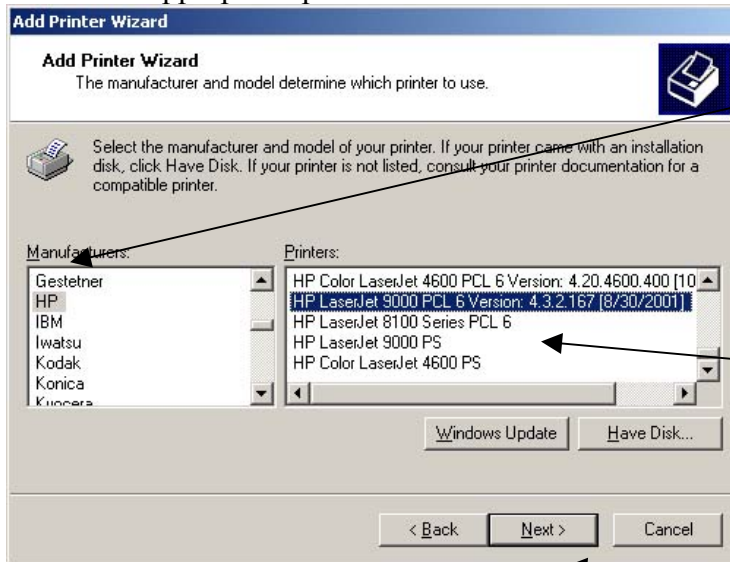 Add Printer Wizard
Add Printer Wizard
The manufacturer and model determine which printer to use.
Select the manufacturer and model of your printer. If your printer came with an installation
disk, click Have Disk. If your printer is not listed, consult your printer documentation for a
compatible printer.
Manufacturers:
Gestetner
HP
IBM
Iwatsu
Kodak
Konica
Kyocera
Printers:
HP Color LaserJet 4600 PCL 6 Version: 4.20.4600.400 [10
HP LaserJet 9000 PCL 6 Version: 4.3.2.167 [8/30/2001]
HP LaserJet 8100 Series PCL 6
HP LaserJet 9000 PS
HP Color LaserJet 4600 PS
Windows Update
Have Disk...
< Back
Next >
Cancel